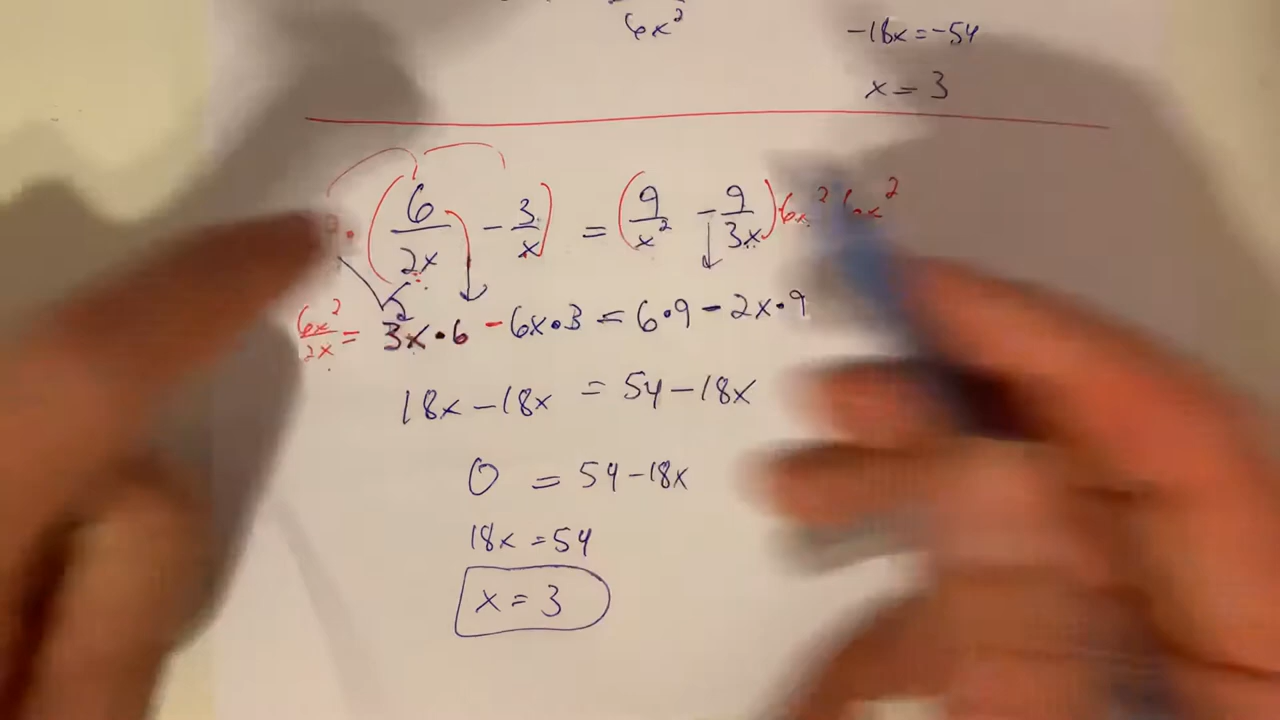 6x²
-18x=-54
x = 3
(6/2x - 3/x) = (9/x² - 9/3x)·6x² 6x²
6x²/2x = 3x·6 - 6x·3 = 6·9 - 2x·9
18x - 18x = 54 - 18x
0 = 54 - 18x
18x = 54
x = 3